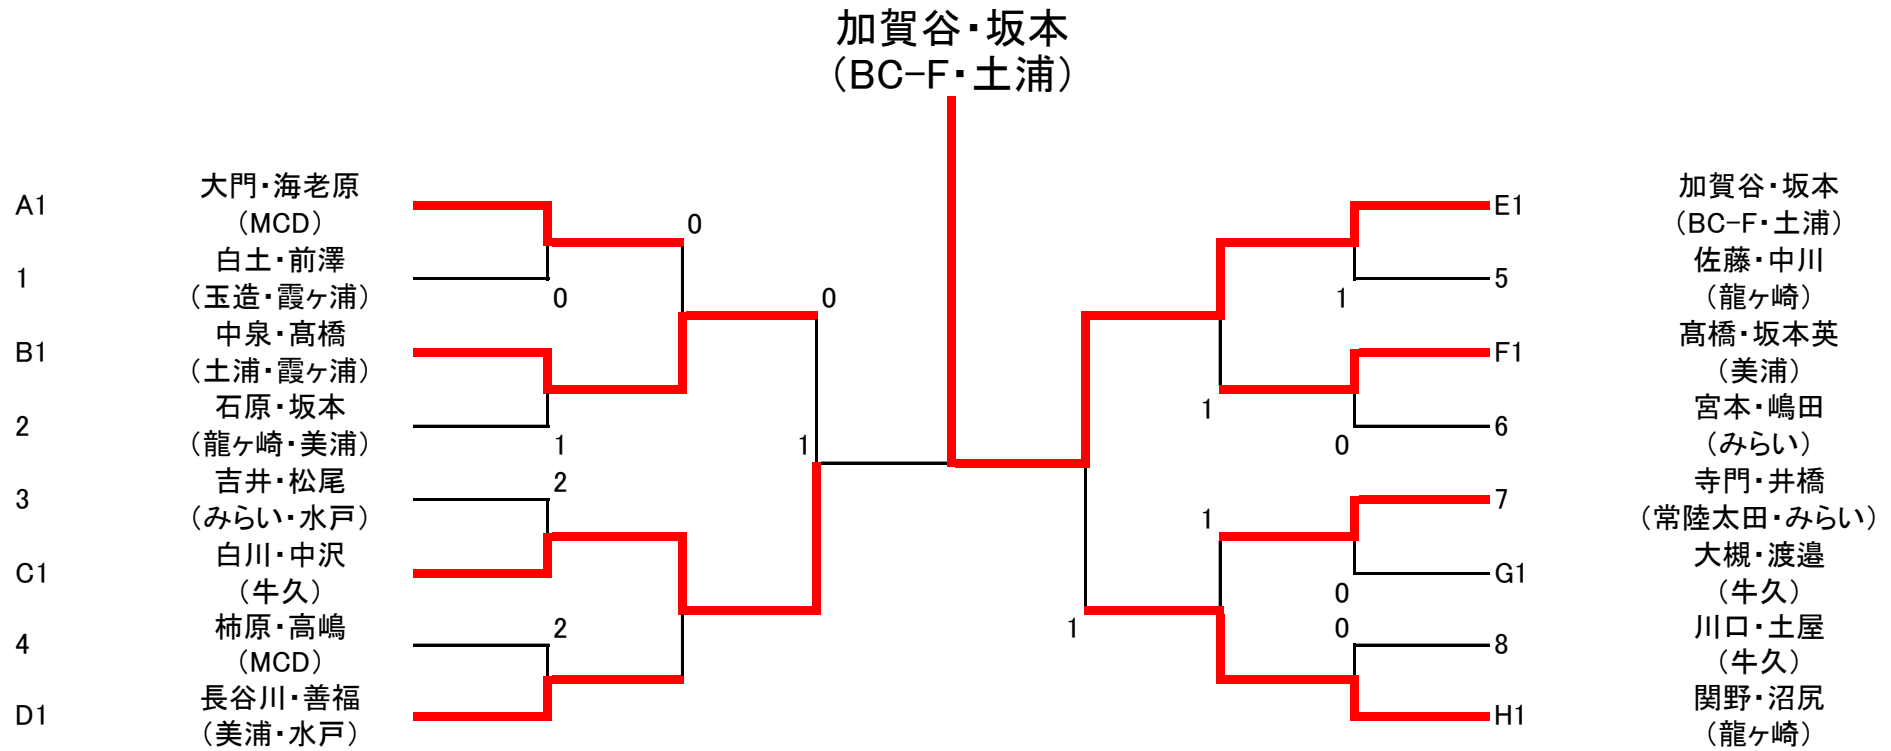 加賀谷・坂本
(BC-F・土浦)
A1
大門・海老原
(MCD)
0
1
白土・前澤
(玉造・霞ヶ浦)
0
0
B1
中泉・髙橋
(土浦・霞ヶ浦)
2
石原・坂本
(龍ヶ崎・美浦)
1
1
3
吉井・松尾
(みらい・水戸)
2
C1
白川・中沢
(牛久)
4
柿原・高嶋
(MCD)
2
D1
長谷川・善福
(美浦・水戸)
E1
加賀谷・坂本
(BC-F・土浦)
5
佐藤・中川
(龍ヶ崎)
1
F1
髙橋・坂本英
(美浦)
1
6
宮本・嶋田
(みらい)
0
7
寺門・井橋
(常陸太田・みらい)
1
G1
大槻・渡邉
(牛久)
0
1
0
8
川口・土屋
(牛久)
H1
関野・沼尻
(龍ヶ崎)